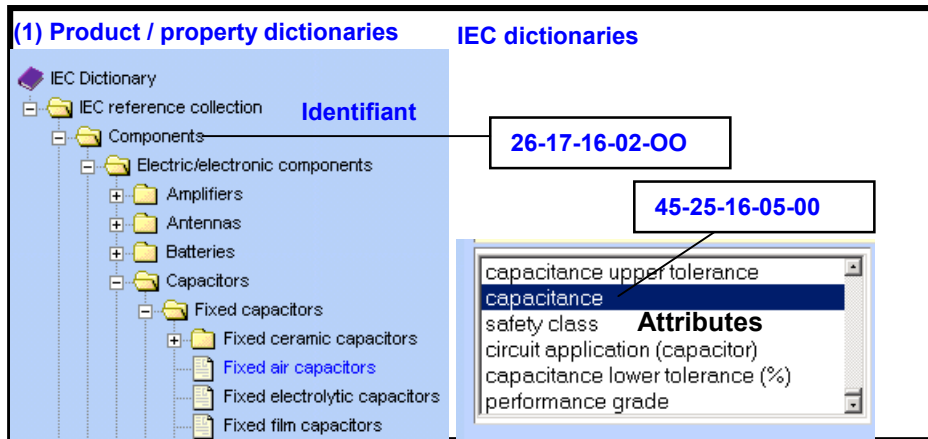 (1) Product / property dictionaries
IEC dictionaries
IEC Dictionary
IEC reference collection
Identifiant
Components
26-17-16-02-OO
Electric/electronic components
Amplifiers
Antennas
Batteries
Capacitors
Fixed capacitors
Fixed ceramic capacitors
Fixed air capacitors
Fixed electrolytic capacitors
Fixed film capacitors
45-25-16-05-00
capacitance upper tolerance
capacitance
safety class
Attributes
circuit application (capacitor)
capacitance lower tolerance (%)
performance grade